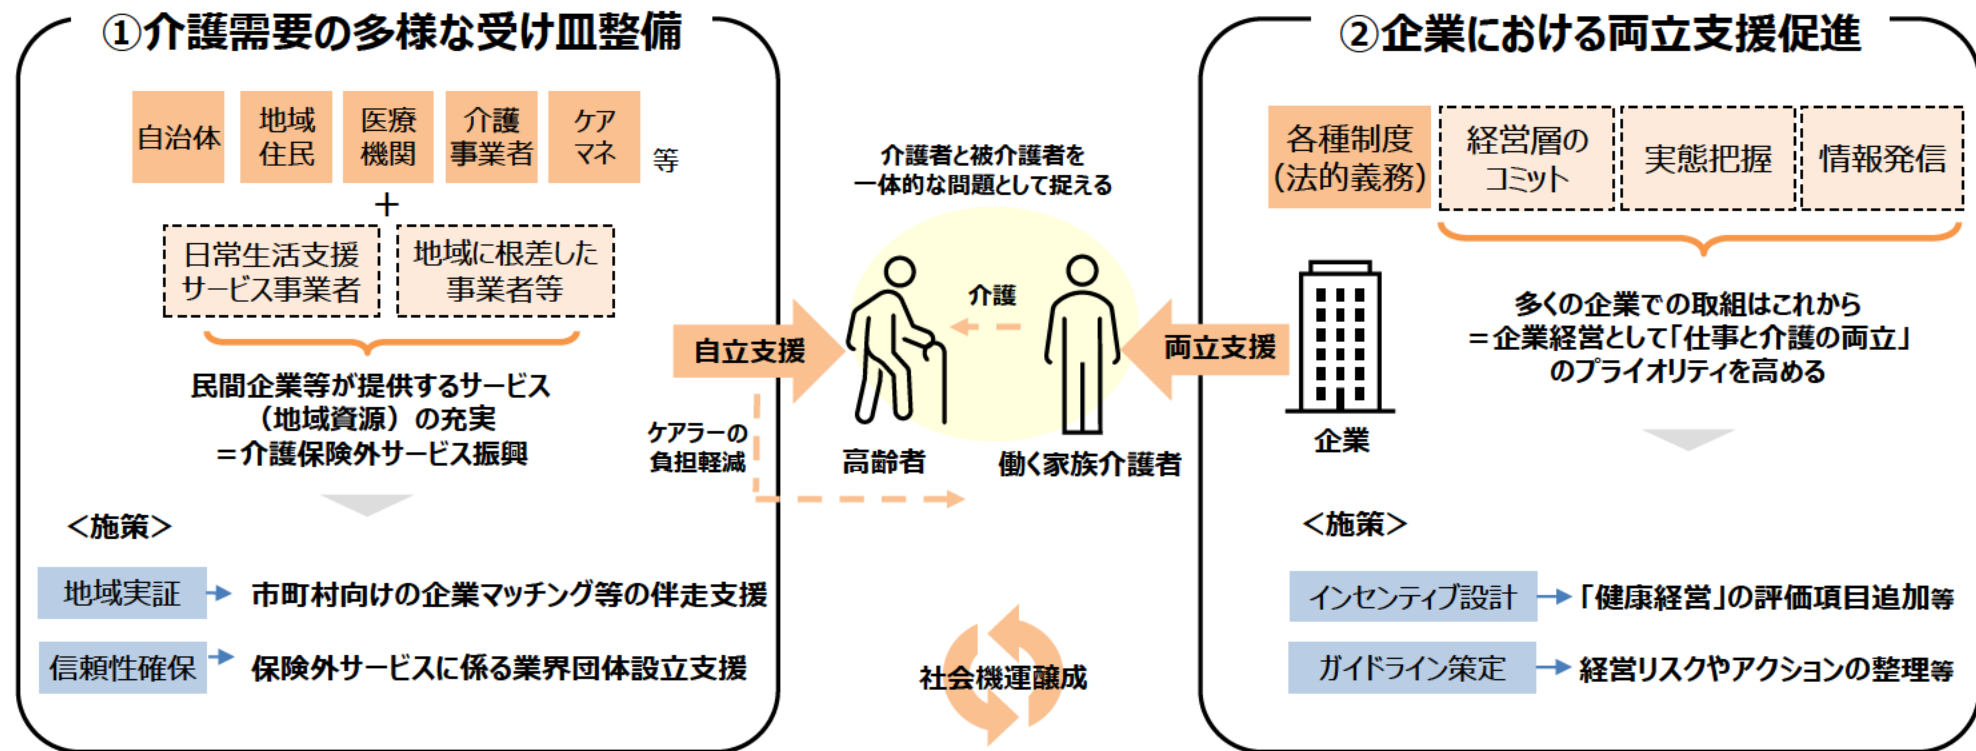 ①介護需要の多様な受け皿整備
自治体
地域
住民
医療
機関
介護
事業者
ケア
マネ
等
＋
日常生活支援
サービス事業者
地域に根差した
事業者等
民間企業等が提供するサービス
（地域資源）の充実
＝介護保険外サービス振興
＜施策＞
地域実証
市町村向けの企業マッチング等の伴走支援
信頼性確保
保険外サービスに係る業界団体設立支援
介護者と被介護者を
一体的な問題として捉える
介護
自立支援
両立支援
ケアラーの
負担軽減
高齢者
働く家族介護者
社会機運醸成
②企業における両立支援促進
各種制度
(法的義務)
経営層の
コミット
実態把握
情報発信
多くの企業での取組はこれから
＝企業経営として「仕事と介護の両立」
のプライオリティを高める
企業
＜施策＞
インセンティブ設計
「健康経営」の評価項目追加等
ガイドライン策定
経営リスクやアクションの整理等